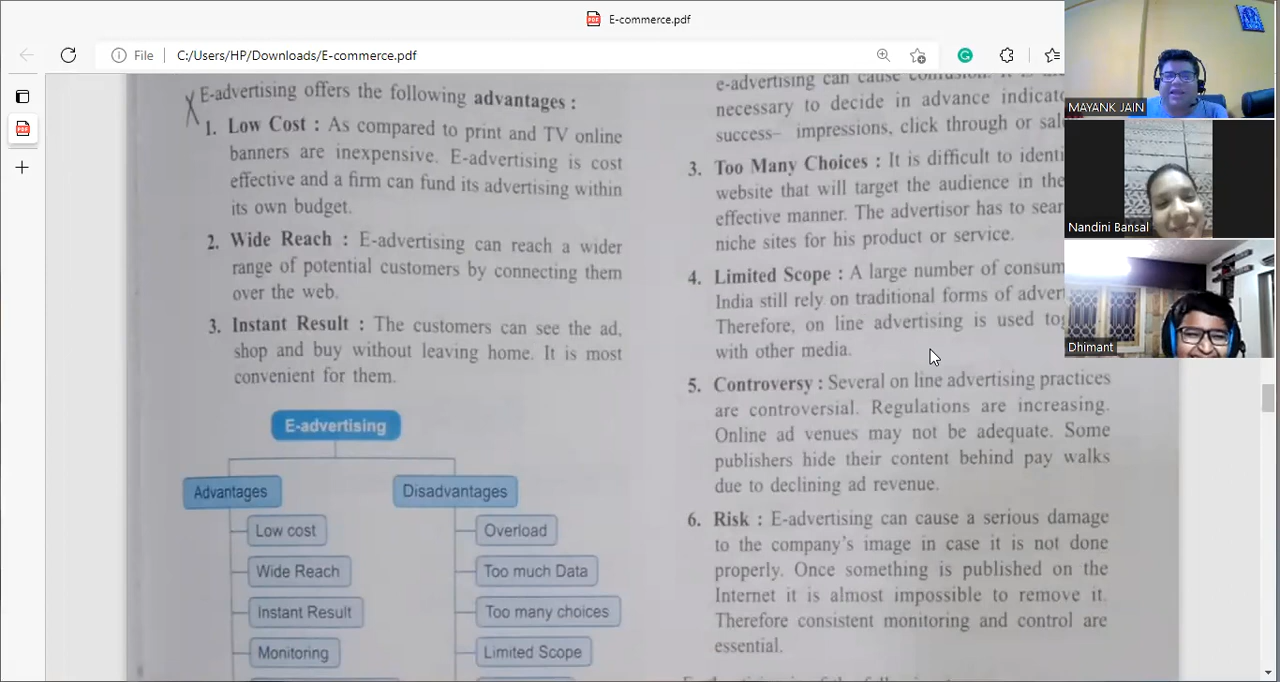 E-commerce.pdf
File
C:/Users/HP/Downloads/E-commerce.pdf
E-advertising offers the following advantages :
1. Low Cost : As compared to print and TV online
banners are inexpensive. E-advertising is cost
effective and a firm can fund its advertising within
its own budget.
2. Wide Reach : E-advertising can reach a wider
range of potential customers by connecting them
over the web.
3. Instant Result : The customers can see the ad,
shop and buy without leaving home. It is most
convenient for them.
E-advertising
Advantages
Disadvantages
Low cost
Overload
Wide Reach
Too much Data
Instant Result
Too many choices
Monitoring
Limited Scope
e-advertising can cause confusion.
necessary to decide in advance
success– impressions, click through or
3. Too Many Choices : It is difficult to
website that will target the audience in the
effective manner. The advertisor has to
niche sites for his product or service.
4. Limited Scope : A large number of
India still rely on traditional forms of
Therefore, on line advertising is used
with other media.
5. Controversy : Several on line advertising practices
are controversial. Regulations are increasing.
Online ad venues may not be adequate. Some
publishers hide their content behind pay walks
due to declining ad revenue.
6. Risk : E-advertising can cause a serious damage
to the company's image in case it is not done
properly. Once something is published on the
Internet it is almost impossible to remove it.
Therefore consistent monitoring and control are
essential.
MAYANK JAIN
Nandini Bansal
Dhimant